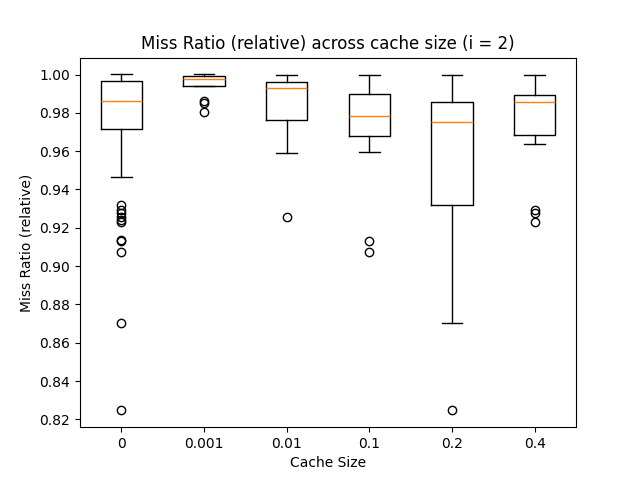 Miss Ratio (relative) across cache size (i = 2)
Miss Ratio (relative)
1.00
0.98
0.96
0.94
0.92
0.90
0.88
0.86
0.84
0.82
0 0.001 0.01 0.1 0.2 0.4
Cache Size